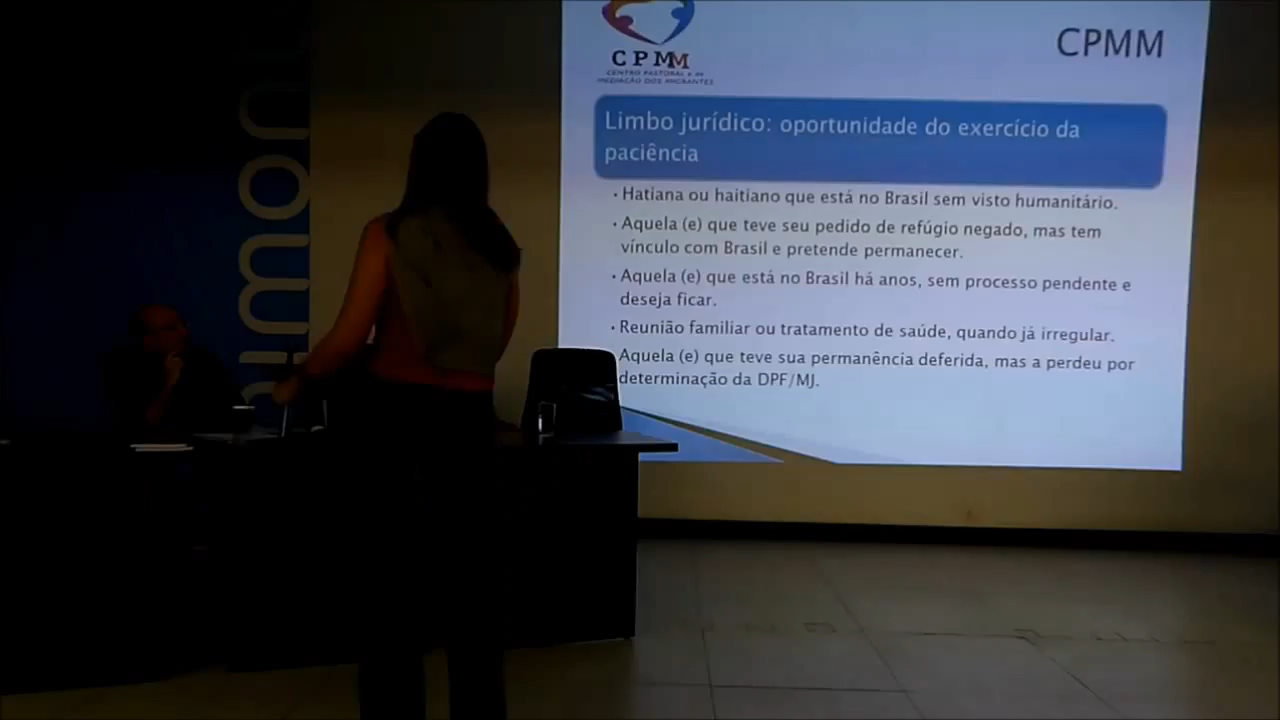 CPMM
CENTRO PASTORAL E DE
MEDIAÇÃO DOS MIGRANTES
CPMM
Limbo jurídico: oportunidade do exercício da
paciência
• Hatiana ou haitiano que está no Brasil sem visto humanitário.
• Aquela (e) que teve seu pedido de refúgio negado, mas tem
vínculo com Brasil e pretende permanecer.
• Aquela (e) que está no Brasil há anos, sem processo pendente e
deseja ficar.
• Reunião familiar ou tratamento de saúde, quando já irregular.
Aquela (e) que teve sua permanência deferida, mas a perdeu por
determinação da DPF/MJ.